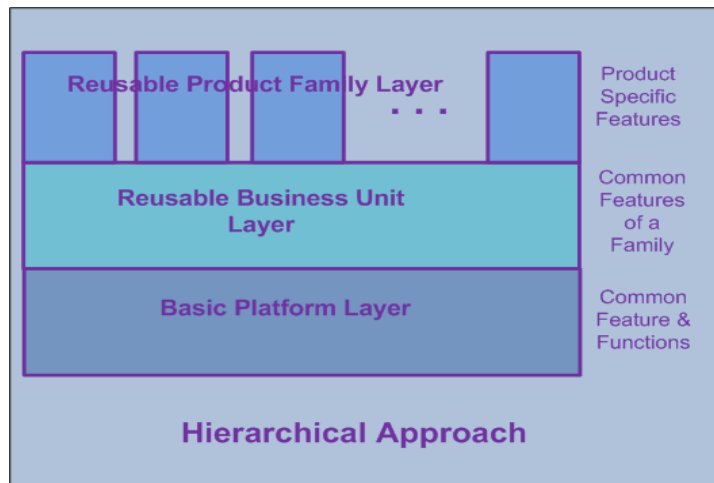 Reusable Product Family Layer
. . .
Product
Specific
Features
Reusable Business Unit
Layer
Common
Features
of a
Family
Basic Platform Layer
Common
Feature &
Functions
Hierarchical Approach